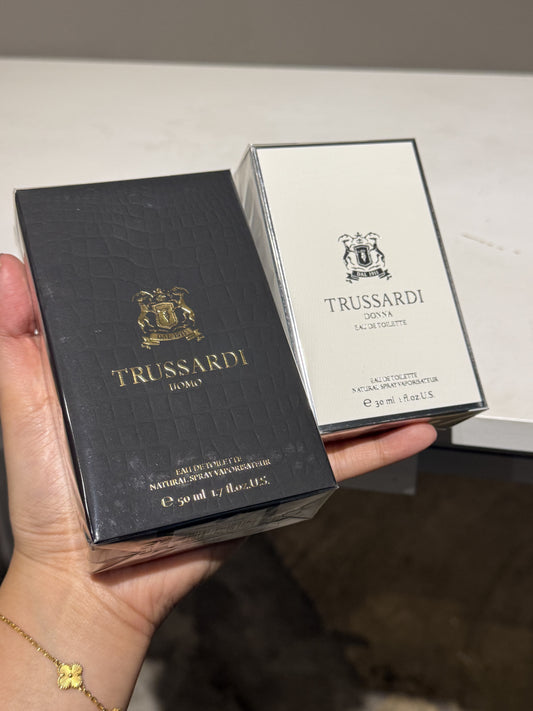 TRUSSARDI
UOMO
EAU DE TOILETTE
NATURAL SPRAY VAPORISATEUR
e 50 ml 1.7 fl.oz.U.S.
DAL 1911
TRUSSARDI
DONNA
EAU DE TOILETTE
EAU DE TOILETTE
NATURAL SPRAY VAPORISATEUR
e 30 ml 1 fl.oz U.S.